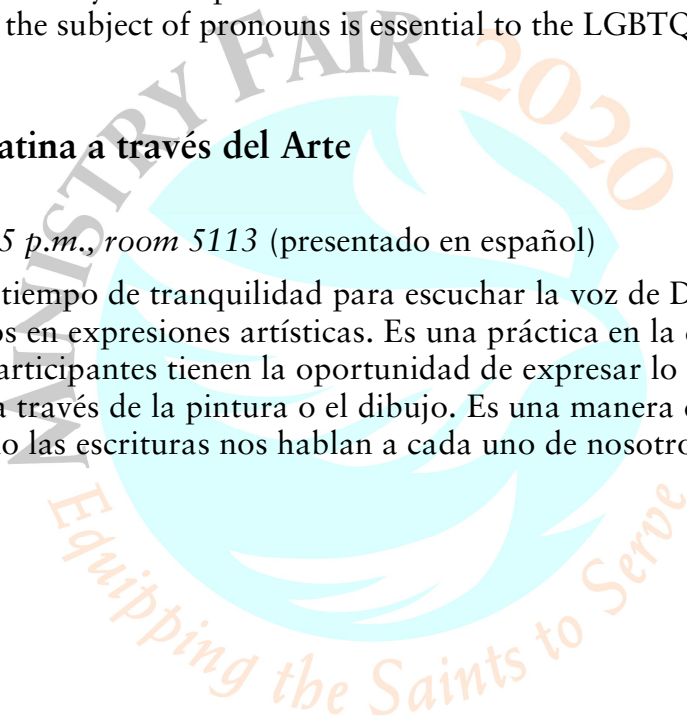 the subject of pronouns is essential to the LGBTQ
atina a través del Arte
5 p.m., room 5113 (presentado en español)
tiempo de tranquilidad para escuchar la voz de D
os en expresiones artísticas. Es una práctica en la
articipantes tienen la oportunidad de expresar lo
a través de la pintura o el dibujo. Es una manera
o las escrituras nos hablan a cada uno de nosotro
MINISTRY FAIR 2020
Equipping the Saints to Serve